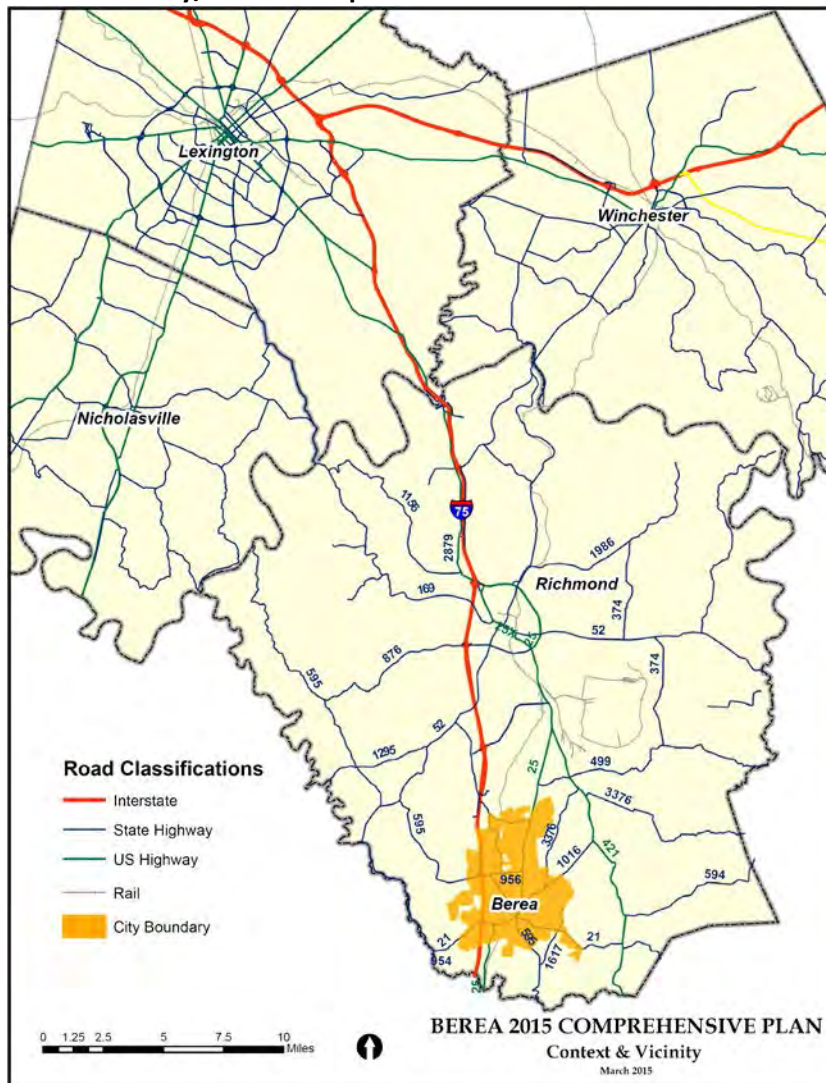 Lexington
Winchester
Nicholasville
75
1156
2879
1986
Richmond
169
374
25X
25
52
876
374
595
52
1295
499
25
3376
595
3376
421
1016
956
594
Berea
21
595
21
954
1617
25
Road Classifications
Interstate
State Highway
US Highway
Rail
City Boundary
0 1.25 2.5 5 7.5 10
Miles
BEREA 2015 COMPREHENSIVE PLAN
Context & Vicinity
March 2015